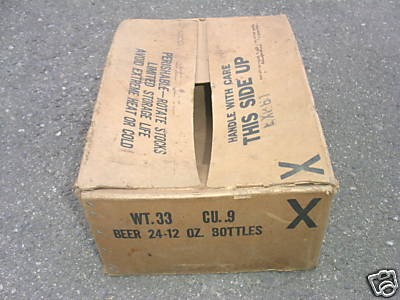 PERISHABLE—ROTATE STOCKS
LIMITED STORAGE LIFE
AVOID EXTREME HEAT OR COLD
HANDLE WITH CARE
THIS SIDE UP
X
WT.33 CU..9
X
BEER 24-12 OZ. BOTTLES
ebY